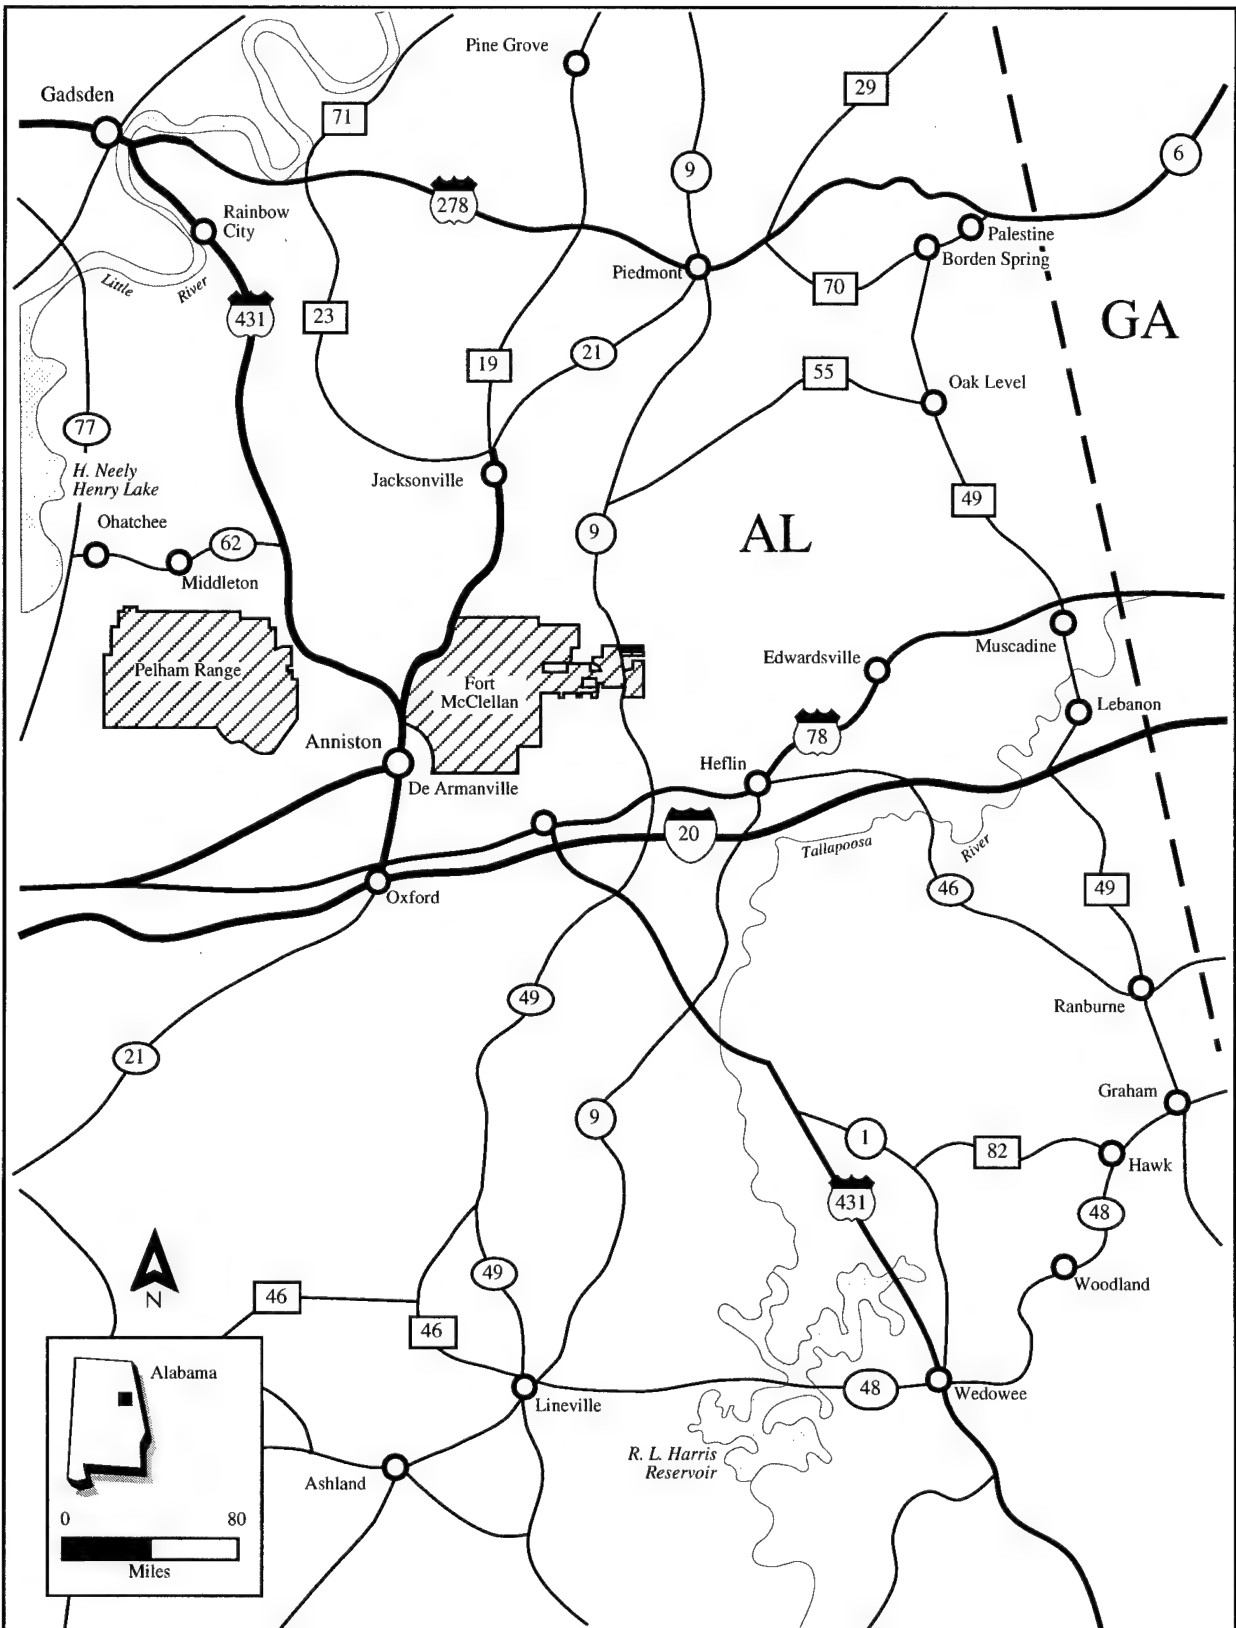 Pine Grove
Gadsden
71
29
9
6
278
Rainbow
City
Palestine
Borden Spring
Piedmont
Little
River
70
431
23
GA
21
19
55
Oak Level
77
H. Neely
Henry Lake
Jacksonville
49
Ohatchee
9
AL
62
Middleton
Muscadine
Edwardsville
Pelham Range
Fort
McClellan
Lebanon
Anniston
78
Heflin
De Armanville
20
Tallapoosa
River
Oxford
46
49
49
Ranburne
21
Graham
9
1
82
Hawk
431
48
49
Woodland
46
46
N
Alabama
48
Wedowee
Lineville
R. L. Harris
Reservoir
Ashland
0
80
Miles